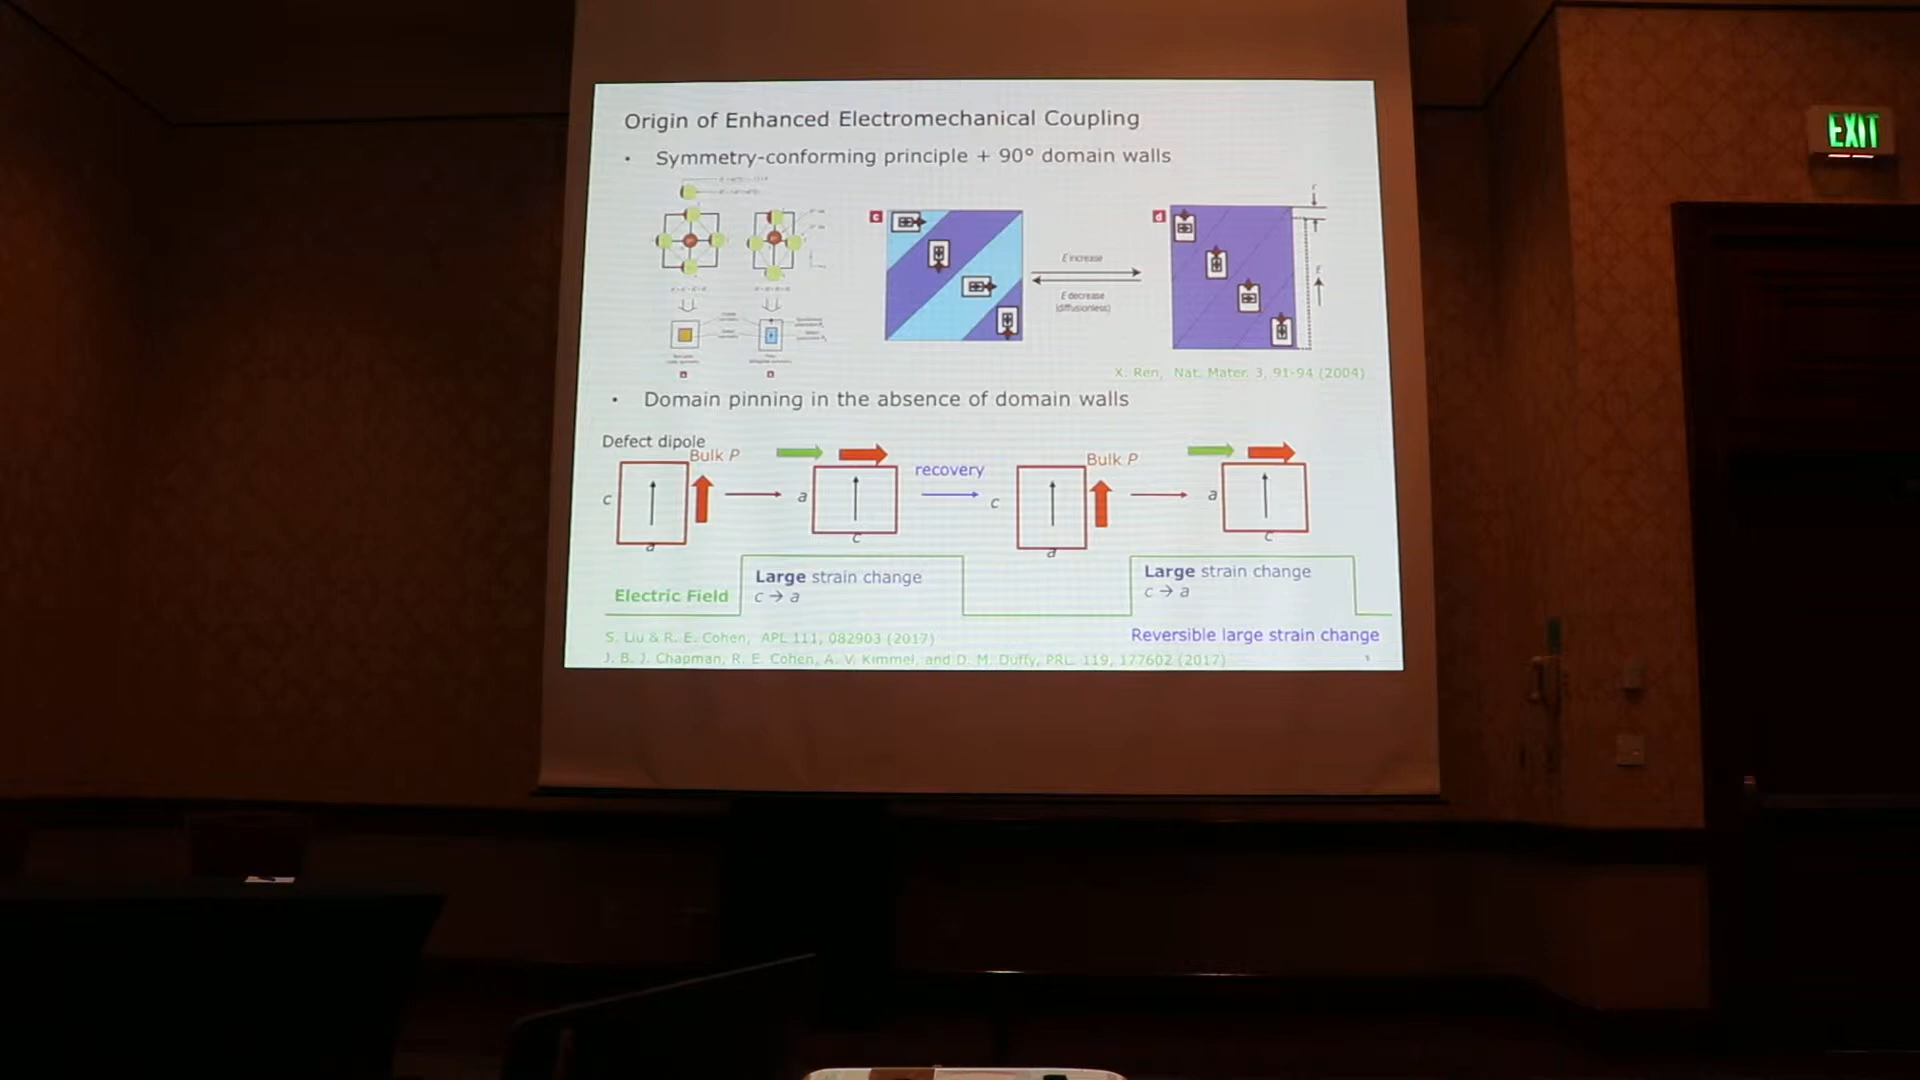 EXIT
Origin of Enhanced Electromechanical Coupling
• Symmetry-conforming principle + 90° domain walls
c
d
E increase
E decrease
(diffusionless)
E
X. Ren, Nat. Mater. 3, 91-94 (2004)
• Domain pinning in the absence of domain walls
Defect dipole
Bulk P
recovery
Bulk P
c
a
c
a
a
c
a
c
Large strain change
c → a
Large strain change
c → a
Electric Field
S. Liu & R. E. Cohen, APL 111, 082903 (2017)
Reversible large strain change
J. B. J. Chapman, R. E. Cohen, A. V. Kimmel, and D. M. Duffy, PRL. 119, 177602 (2017)